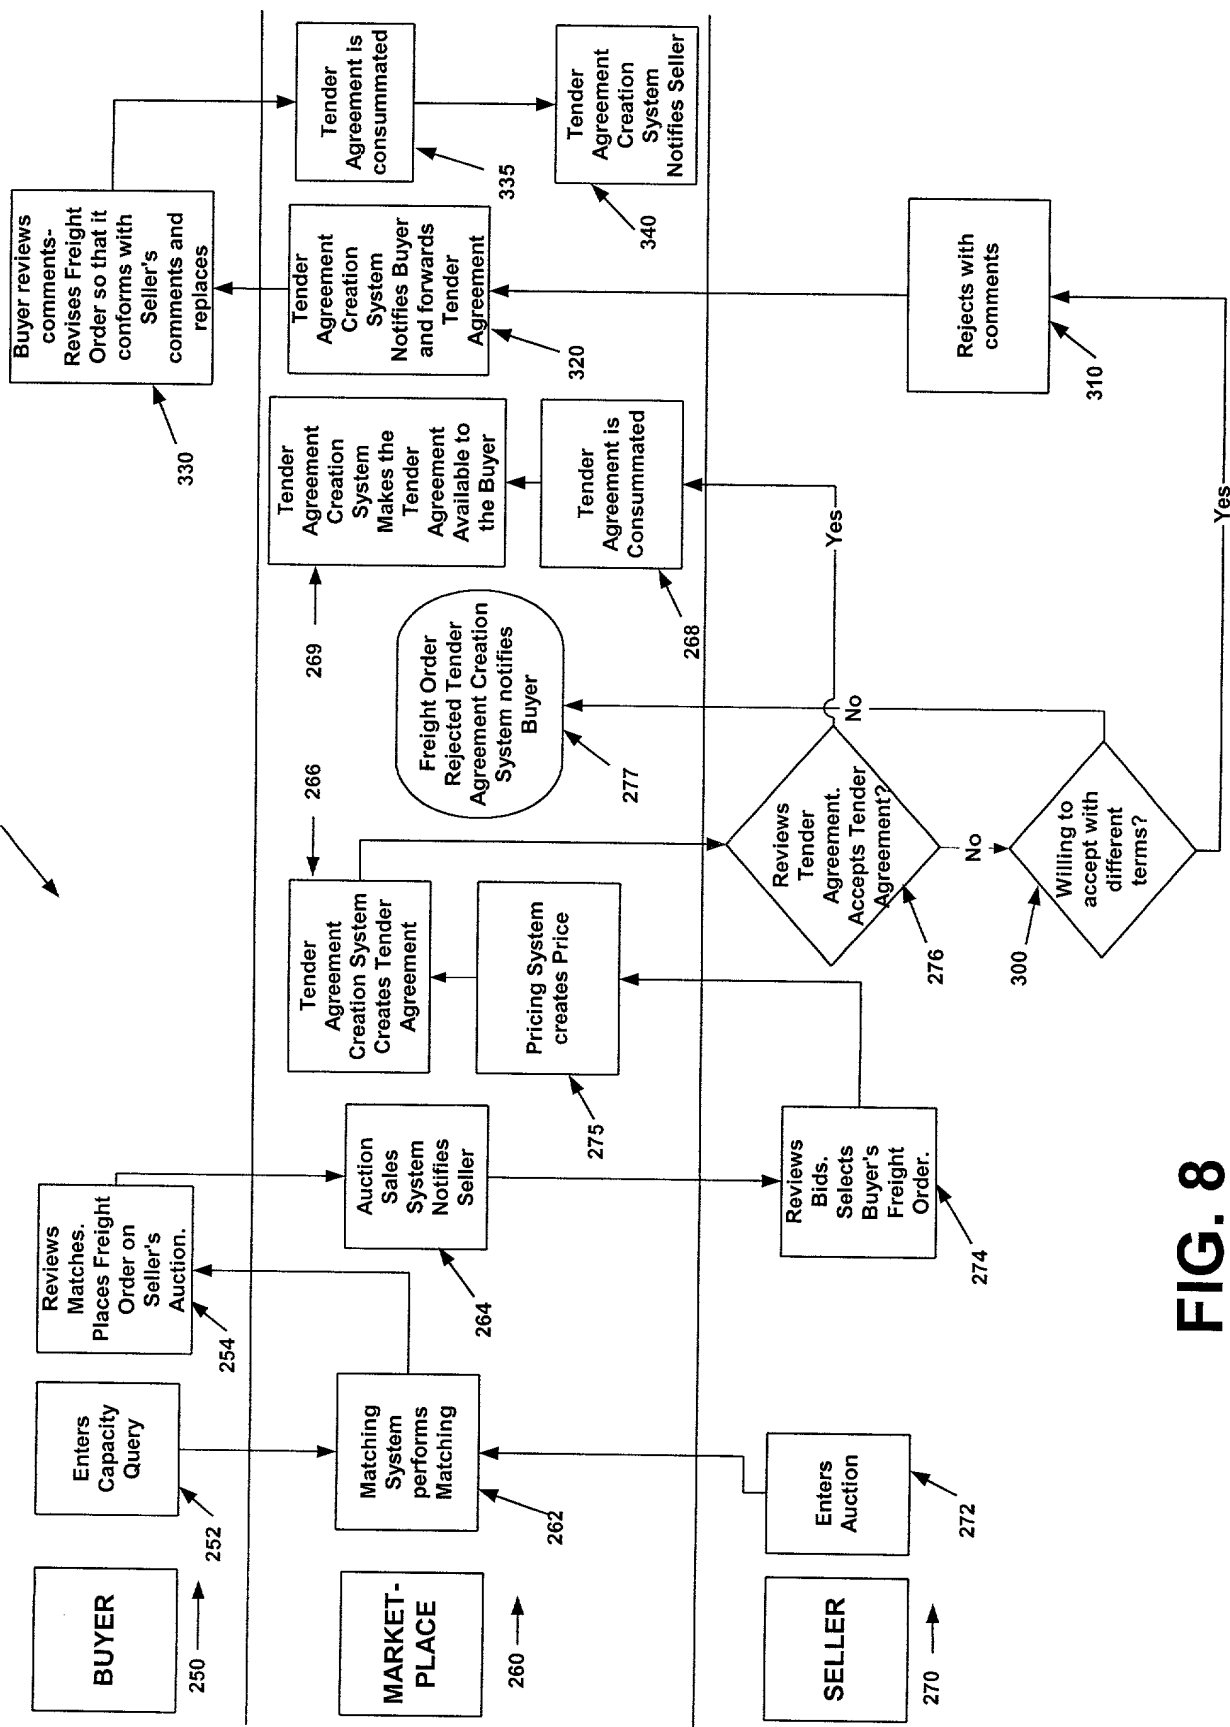 BUYER
250
Enters
Capacity
Query
252
Reviews
Matches.
Places Freight
Order on
Seller's
Auction.
254
Buyer reviews
comments-
Revises Freight
Order so that it
conforms with
Seller's
comments and
replaces
330
MARKET-
PLACE
260
Matching
System
performs
Matching
262
Auction
Sales
System
Notifies
Seller
264
Tender
Agreement
Creation System
Creates Tender
Agreement
266
Pricing System
creates Price
275
Freight Order
Rejected Tender
Agreement Creation
System notifies
Buyer
277
Tender
Agreement
Creation
System
Makes the
Tender
Agreement
Available to
the Buyer
269
Tender
Agreement is
Consummated
268
Tender
Agreement
Creation
System
Notifies Buyer
and forwards
Tender
Agreement
320
Tender
Agreement is
consummated
335
Tender
Agreement
Creation
System
Notifies Seller
340
SELLER
270
Enters
Auction
272
Reviews
Bids.
Selects
Buyer's
Freight
Order.
274
Reviews
Tender
Agreement.
Accepts Tender
Agreement?
276
Yes
No
No
Willing to
accept with
different
terms?
300
Rejects with
comments
310
Yes
FIG. 8